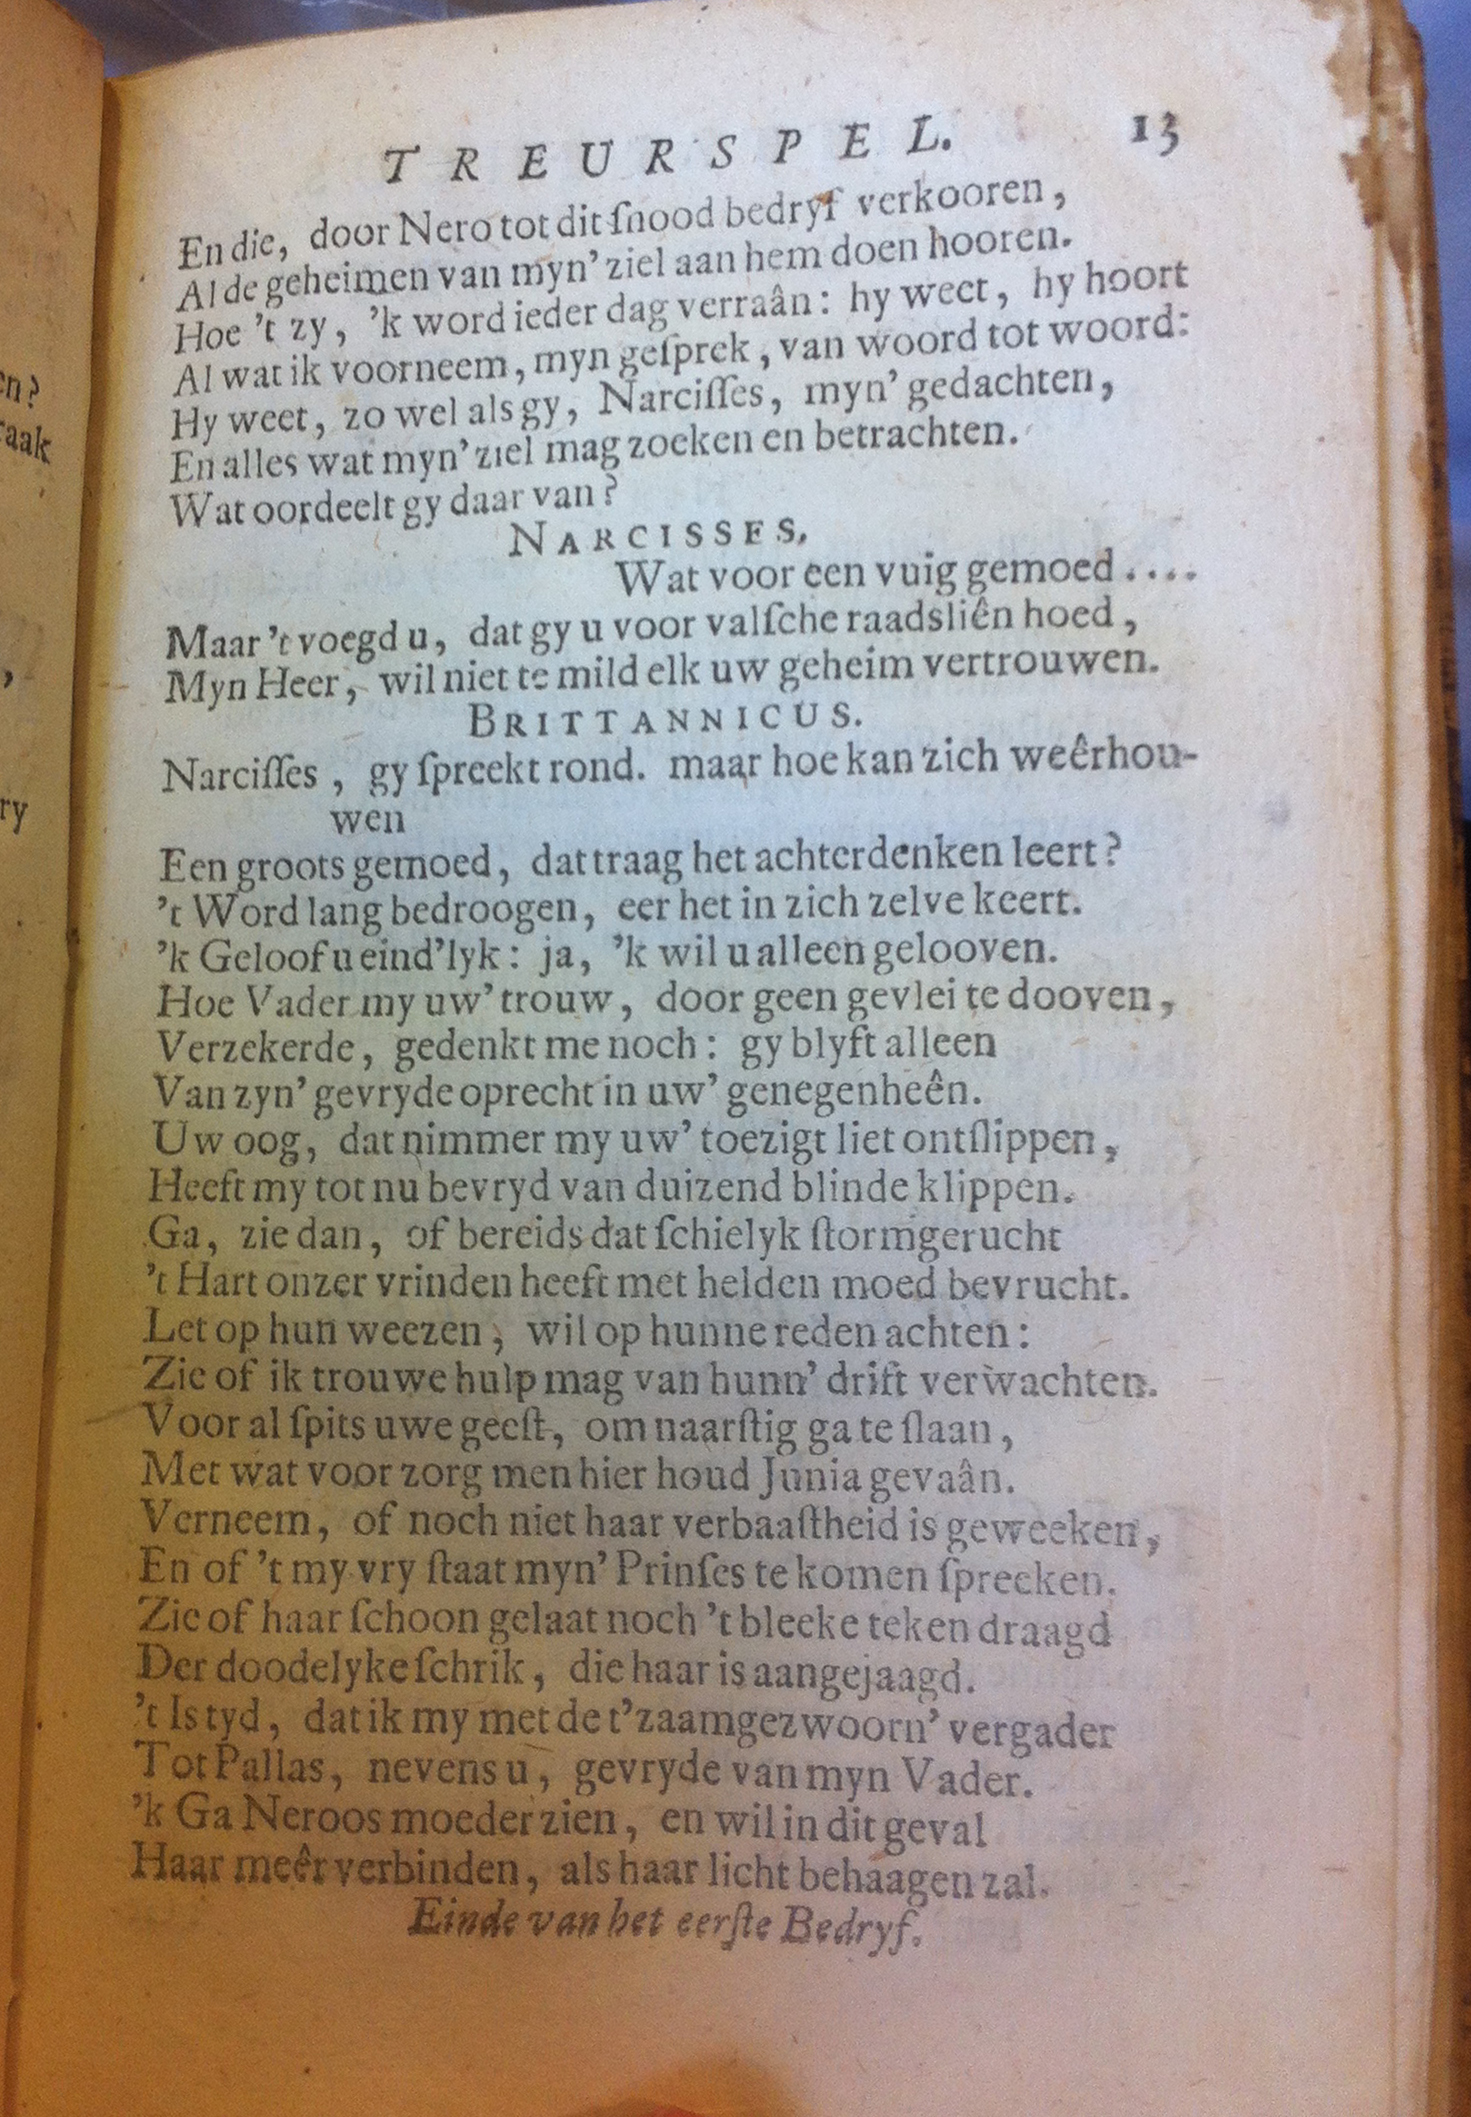 TREURSPEL. 13
En die, door Nero tot dit ſnood bedryf verkooren,
Al de geheimen van myn' ziel aan hem doen hooren.
Hoe 't zy, 'k word ieder dag verraân: hy weet, hy hoort
Al wat ik voorneem, myn geſprek, van woord tot woord:
Hy weet, zo wel als gy, Narciſſes, myn' gedachten,
En alles wat myn' ziel mag zoeken en betrachten.
Wat oordeelt gy daar van?
NARCISSES.
Wat voor een vuig gemoed....
Maar 't voegd u, dat gy u voor valſche raadsliên hoed,
Myn Heer, wil niet te mild elk uw geheim vertrouwen.
BRITTANNICUS.
Narciſſes, gy ſpreekt rond. maar hoe kan zich weêrhou-
wen
Een groots gemoed, dat traag het achterdenken leert?
't Word lang bedroogen, eer het in zich zelve keert.
'k Geloof u eind'lyk: ja, 'k wil u alleen gelooven.
Hoe Vader my uw' trouw, door geen gevlei te dooven,
Verzekerde, gedenkt me noch: gy blyft alleen
Van zyn' gevryde oprecht in uw' genegenheên.
Uw oog, dat nimmer my uw' toezigt liet ontſlippen,
Heeft my tot nu bevryd van duizend blinde klippen.
Ga, zie dan, of bereids dat ſchielyk ſtormgerucht
't Hart onzer vrinden heeft met helden moed bevrucht.
Let op hun weezen, wil op hunne reden achten:
Zie of ik trouwe hulp mag van hunn' drift verwachten.
Voor al ſpits uwe geeſt, om naarſtig ga te ſlaan,
Met wat voor zorg men hier houd Junia gevaân.
Verneem, of noch niet haar verbaaſtheid is geweeken,
En of 't my vry ſtaat myn' Prinſes te komen ſpreeken.
Zie of haar ſchoon gelaat noch 't bleeke teken draagd
Der doodelyke ſchrik, die haar is aangejaagd.
't Is tyd, dat ik my met de t'zaamgezwoorn' vergader
Tot Pallas, nevens u, gevryde van myn Vader.
'k Ga Neroos moeder zien, en wil in dit geval
Haar meêr verbinden, als haar licht behaagen zal.
Einde van het eerſte Bedryf.
en?
raak
,
ry